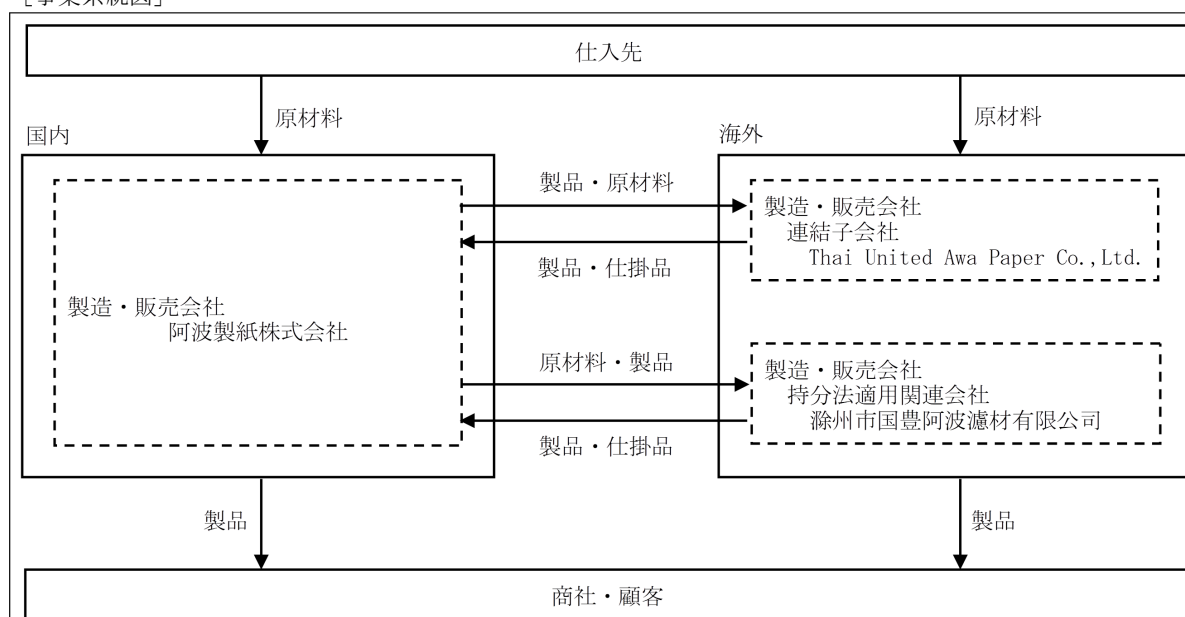 [事業系統図]
仕入先
原材料
原材料
国内
海外
製品・原材料
製造・販売会社
連結子会社
Thai United Awa Paper Co.,Ltd.
製品・仕掛品
製造・販売会社
阿波製紙株式会社
原材料・製品
製造・販売会社
持分法適用関連会社
滁州市国豊阿波濾材有限公司
製品・仕掛品
製品
製品
商社・顧客